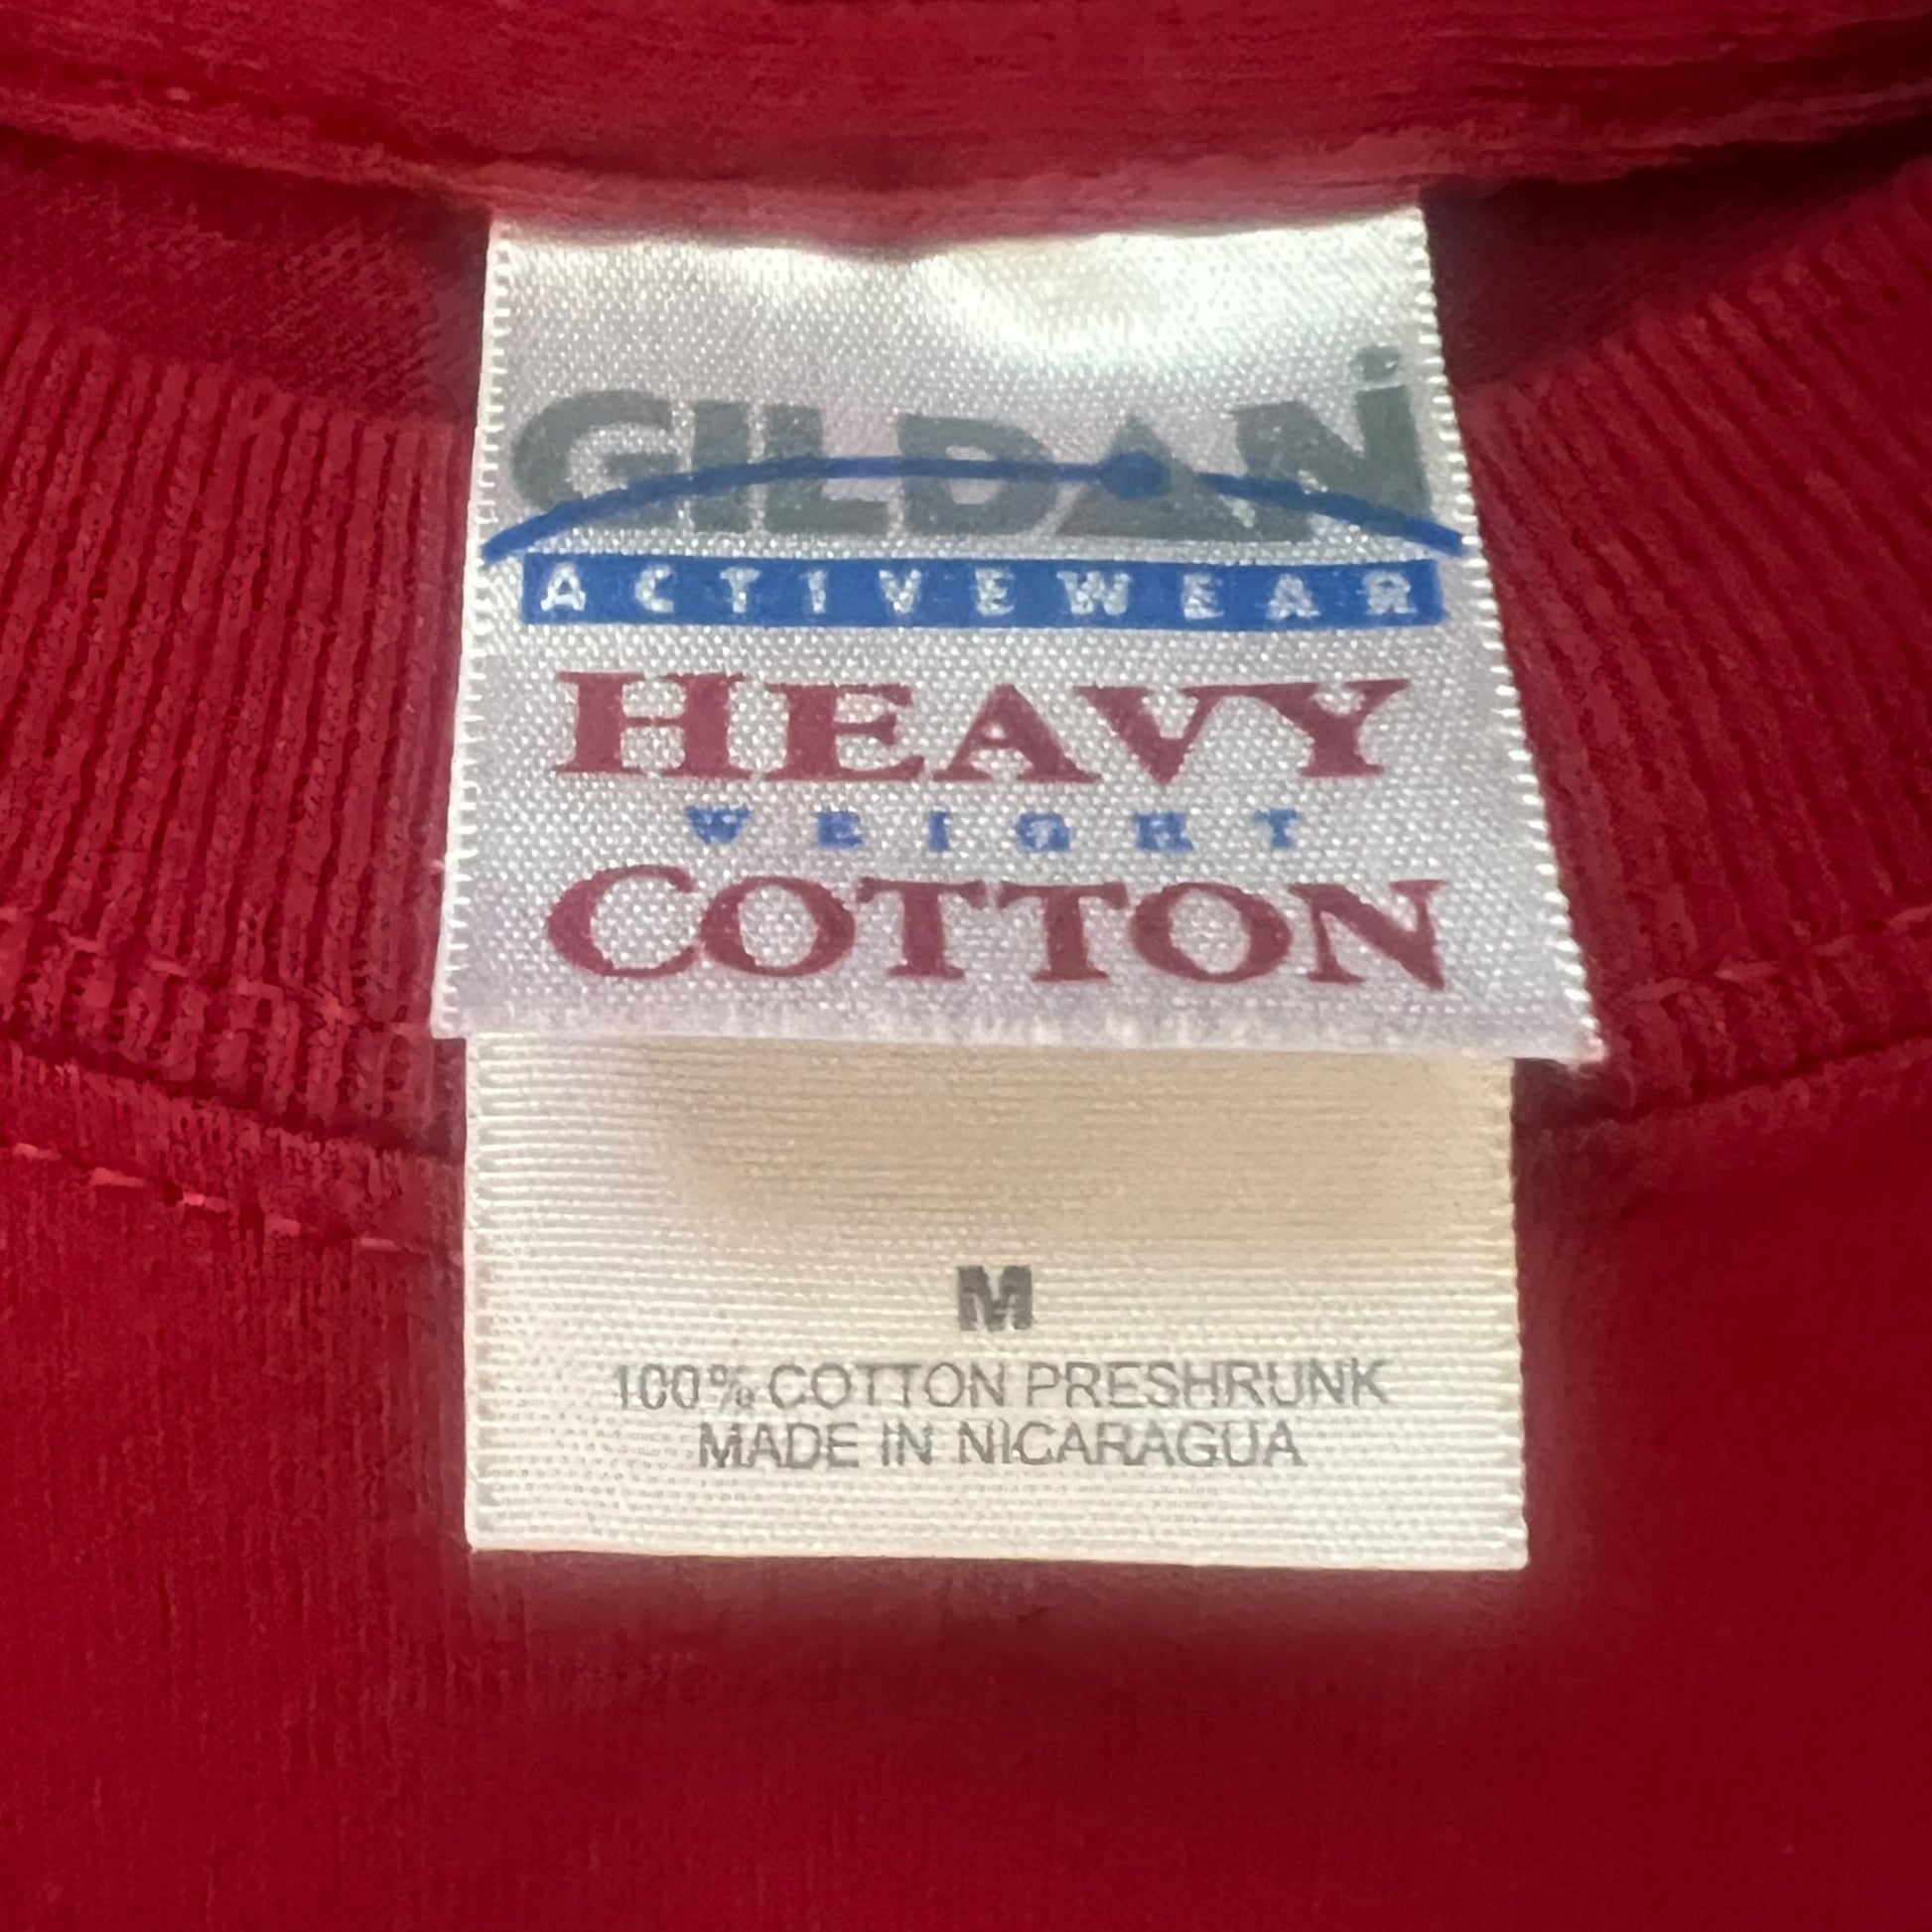 GILDAN
ACTIVEWEAR
HEAVY
WEIGHT
COTTON
M
100% COTTON PRESHRUNK
MADE IN NICARAGUA